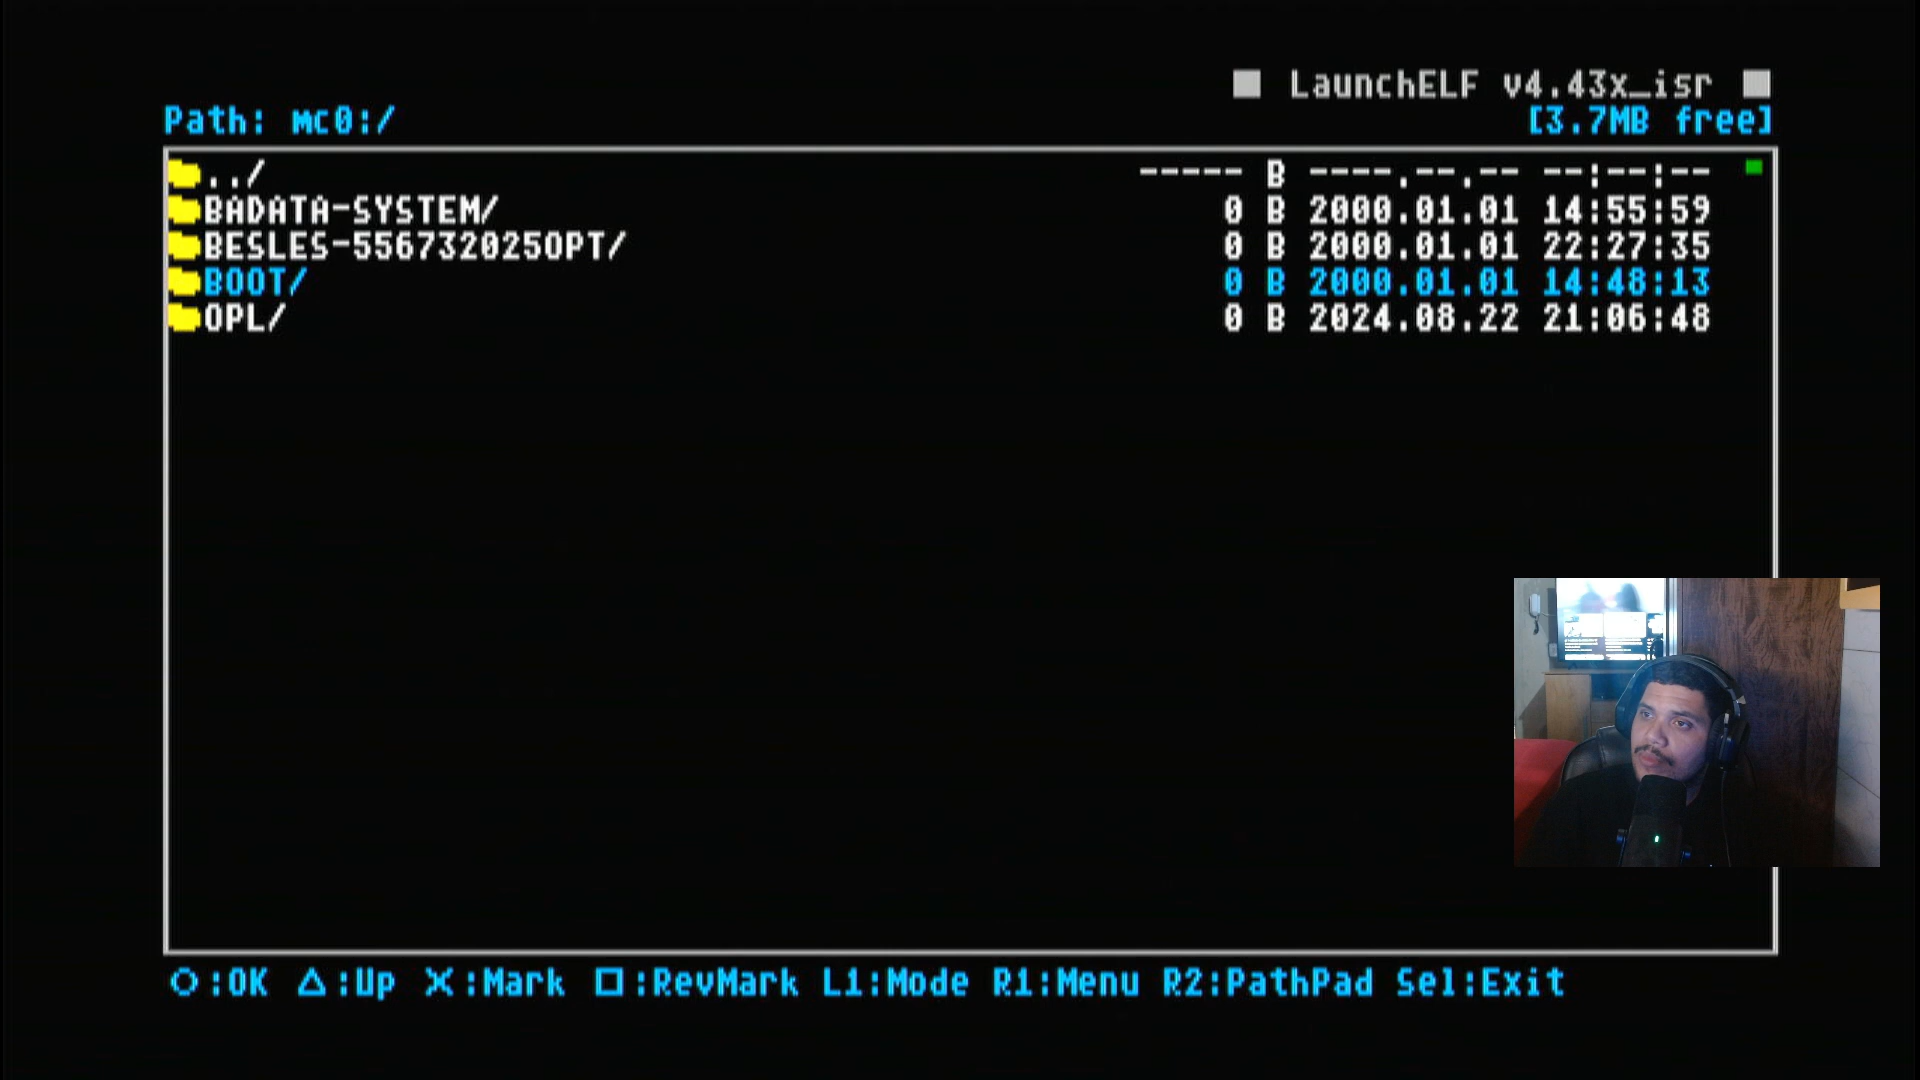 LaunchELF v4.43x_isr
Path: mc0:/ [3.7MB free]
../ ----- B ----.--.-- --:--:--
BADATA-SYSTEM/ 0 B 2000.01.01 14:55:59
BESLES-556732025OPT/ 0 B 2000.01.01 22:27:35
BOOT/ 0 B 2000.01.01 14:48:13
OPL/ 0 B 2024.08.22 21:06:48
○:OK △:Up X:Mark □:RevMark L1:Mode R1:Menu R2:PathPad Sel:Exit